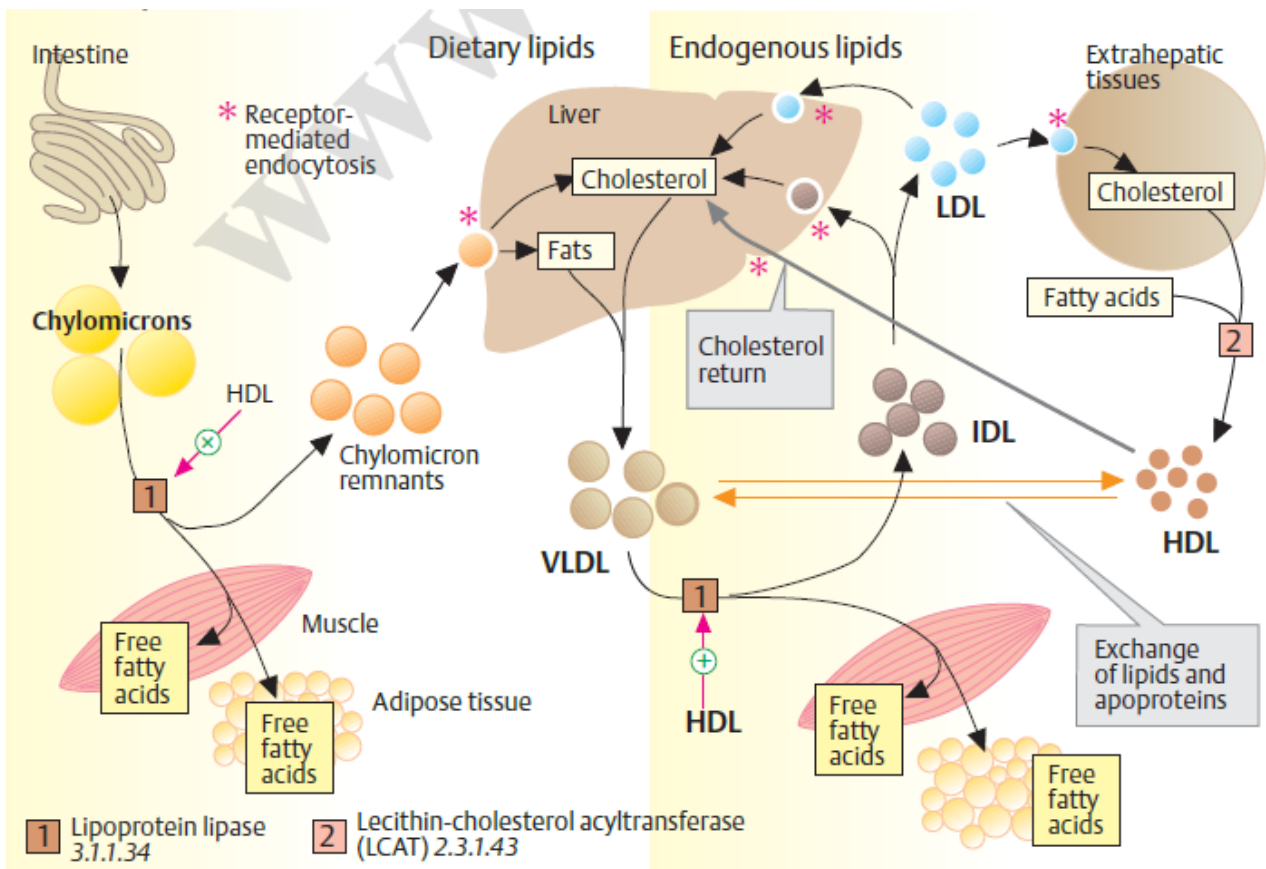 Intestine
Dietary lipids
Endogenous lipids
Extrahepatic
tissues
* Receptor-
mediated
endocytosis
Liver
*
*
Cholesterol
LDL
Cholesterol
*
Fats
*
*
Fatty acids
Chylomicrons
Cholesterol
return
2
HDL
IDL
Chylomicron
remnants
1
VLDL
HDL
1
Muscle
Free
fatty
acids
Adipose tissue
Free
fatty
acids
+
HDL
Free
fatty
acids
Exchange
of lipids and
apoproteins
Free
fatty
acids
1 Lipoprotein lipase
3.1.1.34
2 Lecithin-cholesterol acyltransferase
(LCAT) 2.3.1.43